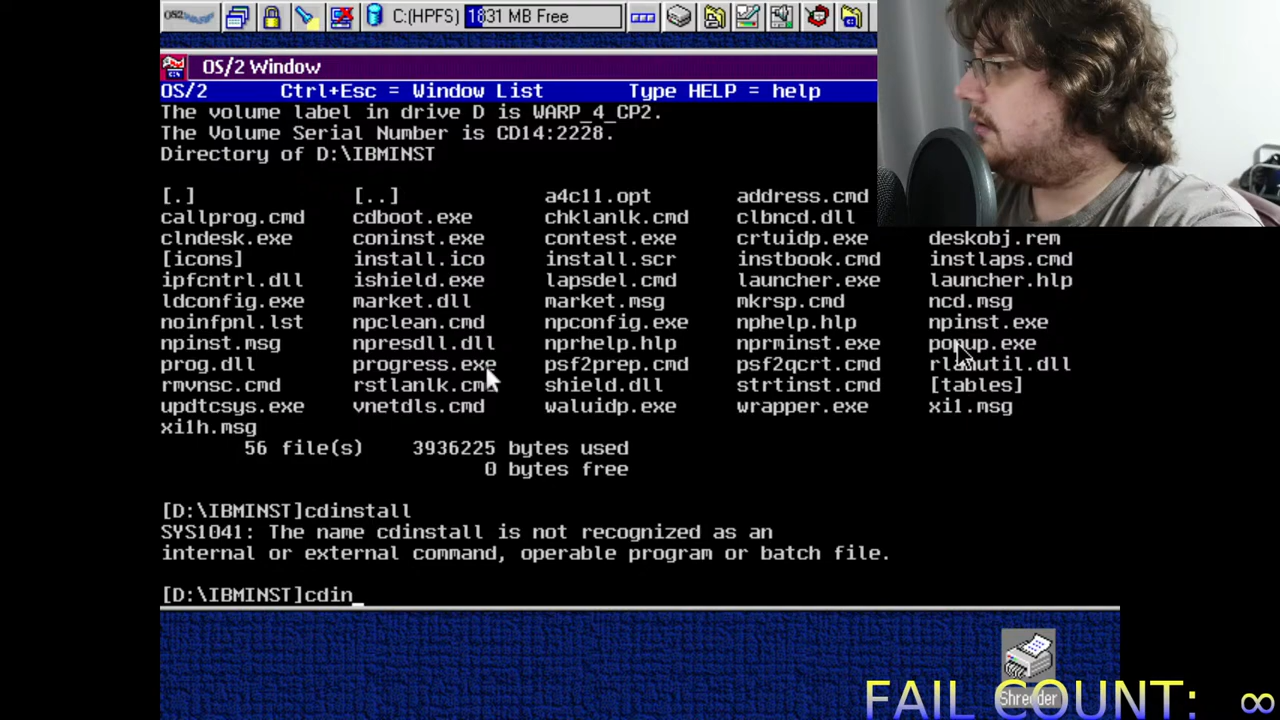 OS2
C:(HPFS) 1831 MB Free
OS/2 Window
OS/2 Ctrl+Esc = Window List Type HELP = help
The volume label in drive D is WARP_4_CP2.
The Volume Serial Number is CD14:2228.
Directory of D:\IBMINST
[.] [..] a4c11.opt address.cmd
callprog.cmd cdboot.exe chklanlk.cmd clbncd.dll
clndesk.exe coninst.exe contest.exe crtuidp.exe deskobj.rem
[icons] install.ico install.scr instbook.cmd instlaps.cmd
ipfcntrl.dll ishield.exe lapsdel.cmd launcher.exe launcher.hlp
ldconfig.exe market.dll market.msg mkrsp.cmd ncd.msg
noinfpnl.lst npclean.cmd npconfig.exe nphelp.hlp npinst.exe
npinst.msg npresdll.dll nprhelp.hlp nprminst.exe popup.exe
prog.dll progress.exe psf2prep.cmd psf2qcrt.cmd rlanutil.dll
rmvnsc.cmd rstlanlk.cmd shield.dll strtinst.cmd [tables]
updtcsys.exe vnetdls.cmd waluidp.exe wrapper.exe xi1.msg
xi1h.msg
56 file(s) 3936225 bytes used
0 bytes free
[D:\IBMINST]cdinstall
SYS1041: The name cdinstall is not recognized as an
internal or external command, operable program or batch file.
[D:\IBMINST]cdin_
Shredder
FAIL COUNT: ∞